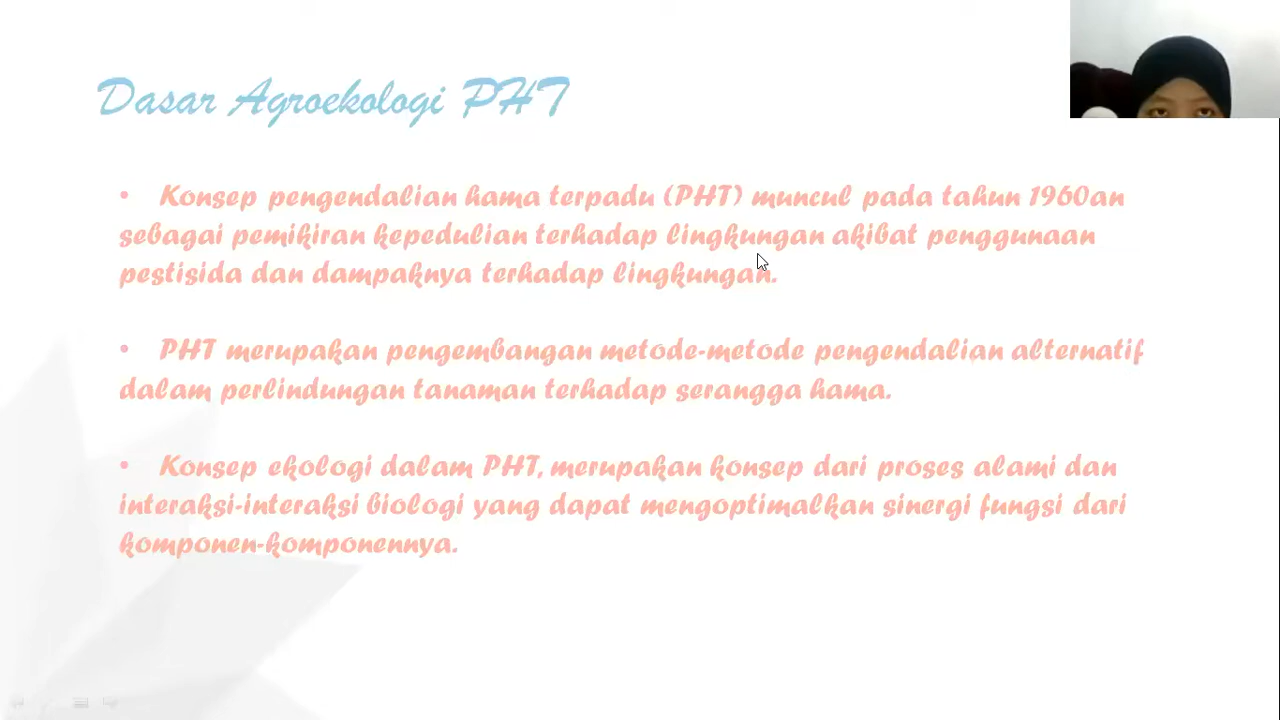 Dasar Agroekologi PHT
• Konsep pengendalian hama terpadu (PHT) muncul pada tahun 1960an
sebagai pemikiran kepedulian terhadap lingkungan akibat penggunaan
pestisida dan dampaknya terhadap lingkungan.
• PHT merupakan pengembangan metode-metode pengendalian alternatif
dalam perlindungan tanaman terhadap serangga hama.
• Konsep ekologi dalam PHT, merupakan konsep dari proses alami dan
interaksi-interaksi biologi yang dapat mengoptimalkan sinergi fungsi dari
komponen-komponennya.